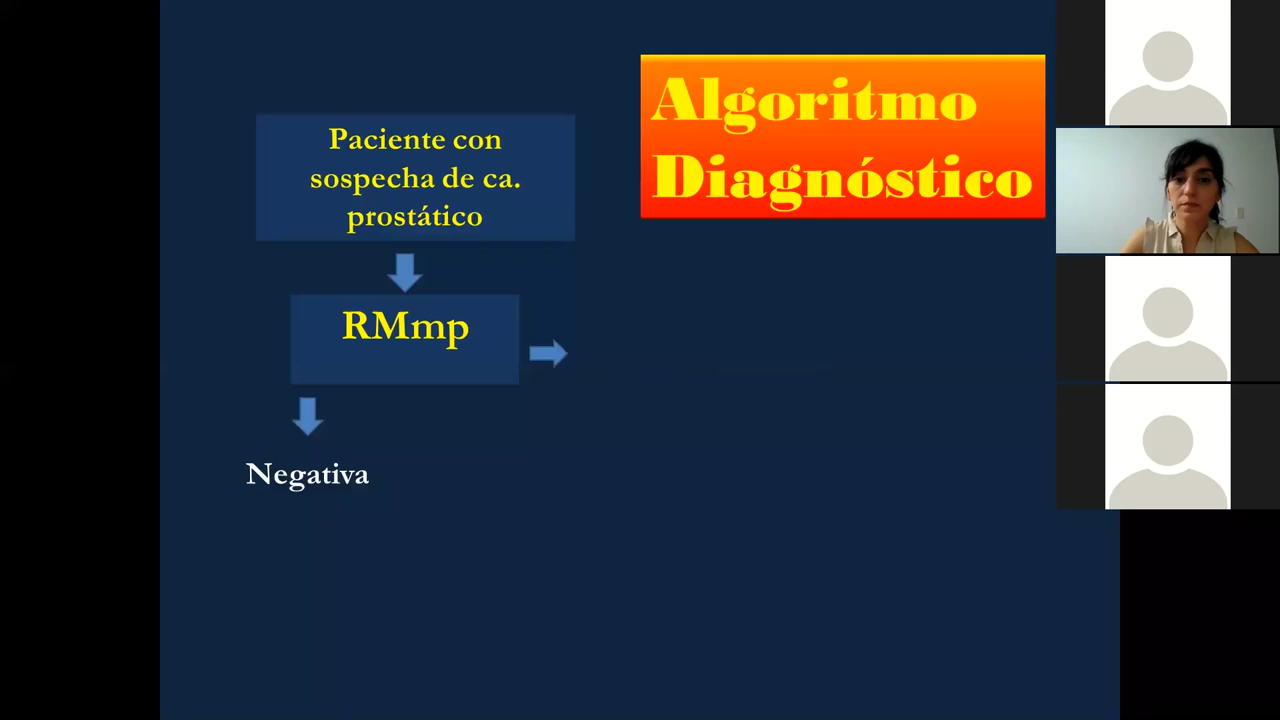 Algoritmo
Diagnóstico
Paciente con
sospecha de ca.
prostático
RMmp
Negativa